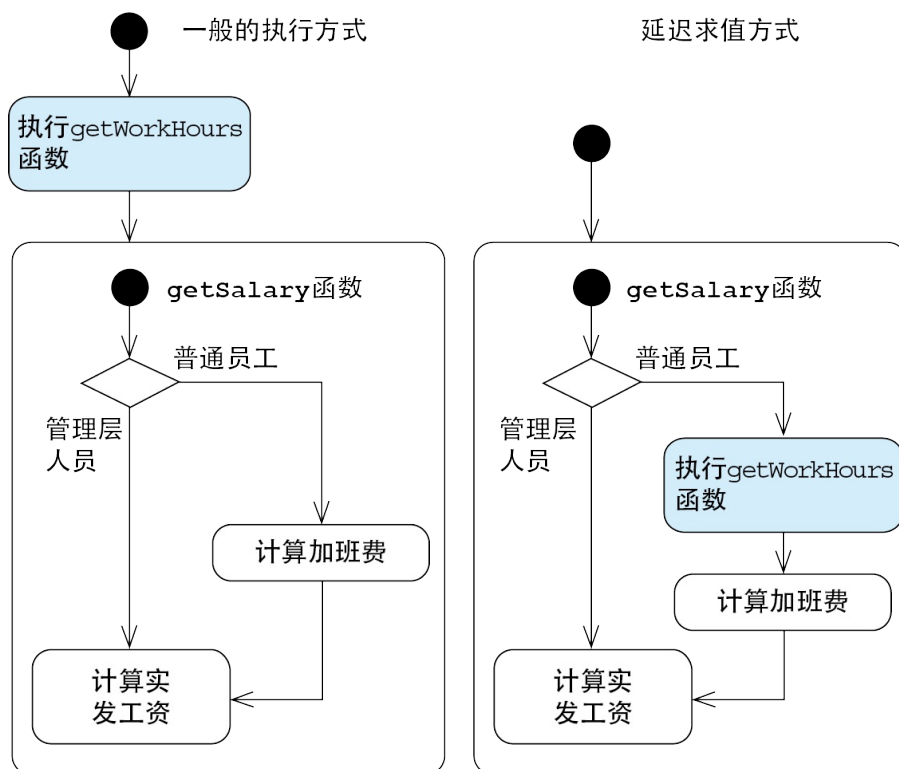 一般的执行方式
执行getWorkHours
函数
getSalary函数
普通员工
管理层
人员
计算加班费
计算实
发工资
延迟求值方式
getSalary函数
普通员工
管理层
人员
执行getWorkHours
函数
计算加班费
计算实
发工资